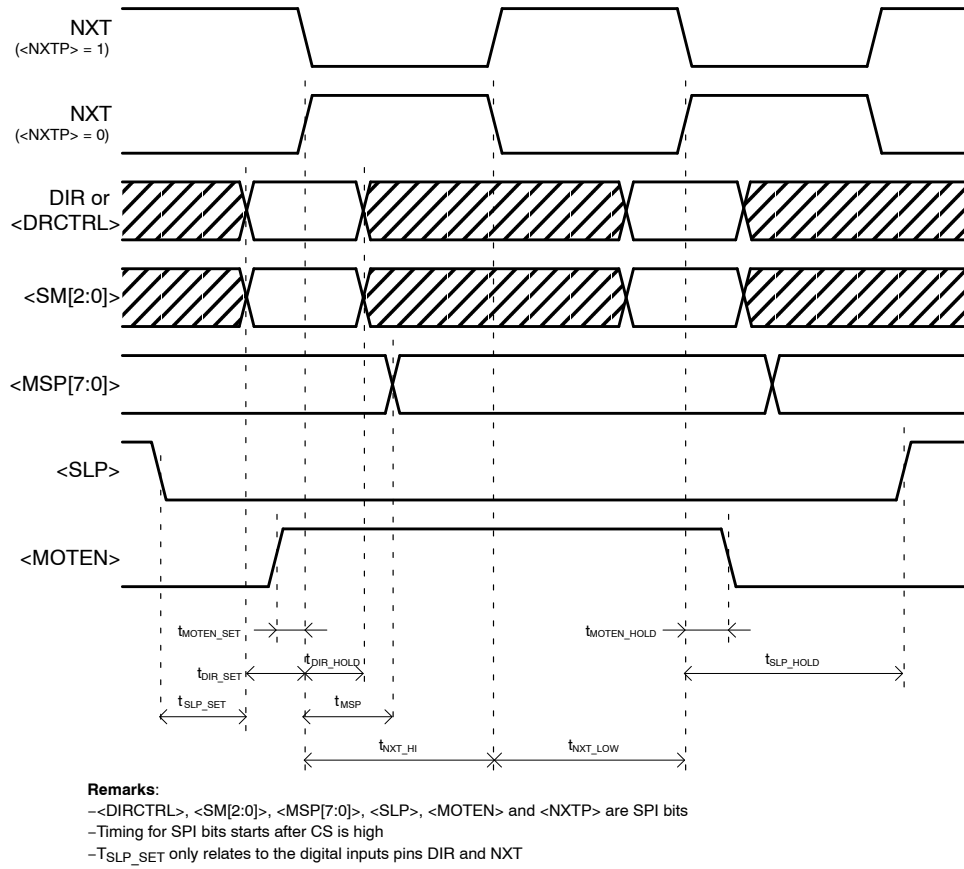 NXT
(<NXTP> = 1)
NXT
(<NXTP> = 0)
DIR or
<DRCTRL>
<SM[2:0]>
<MSP[7:0]>
<SLP>
<MOTEN>
tMOTEN_SET
tMOTEN_HOLD
tDIR_SET
tDIR_HOLD
tSLP_HOLD
tSLP_SET
tMSP
tNXT_HI
tNXT_LOW
Remarks:
–<DIRCTRL>, <SM[2:0]>, <MSP[7:0]>, <SLP>, <MOTEN> and <NXTP> are SPI bits
–Timing for SPI bits starts after CS is high
–TSLP_SET only relates to the digital inputs pins DIR and NXT